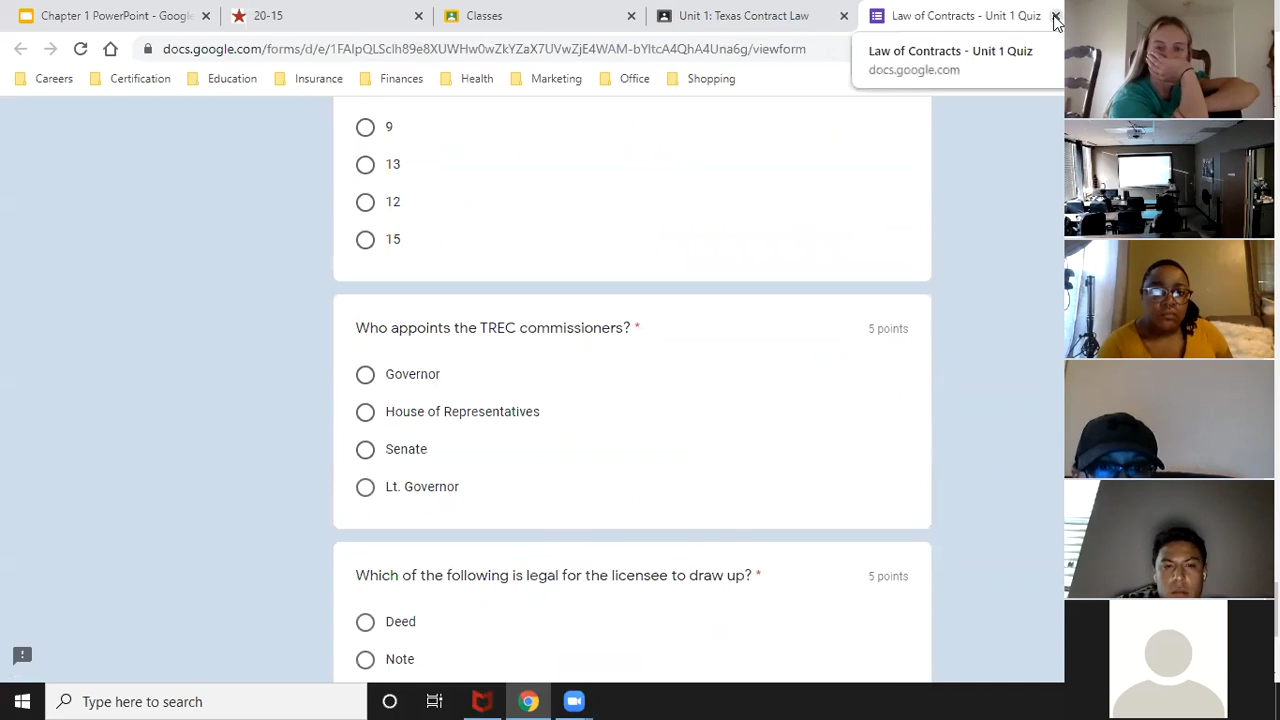 Chapter 1 PowerPoint - Google
20-15
Classes
Unit 1: Texas Contract Law
Law of Contracts - Unit 1 Quiz
docs.google.com/forms/d/e/1FAIpQLSclh89e8XUWHw0wZkYZaX7UVwZjE4WAM-bYltcA4QhA4Una6g/viewform
Law of Contracts - Unit 1 Quiz
docs.google.com
Careers
Certification
Education
Insurance
Finances
Health
Marketing
Office
Shopping
9
13
12
15
Who appoints the TREC commissioners? *
5 points
Governor
House of Representatives
Senate
Lt. Governor
Which of the following is legal for the licensee to draw up? *
5 points
Deed
Note
Type here to search